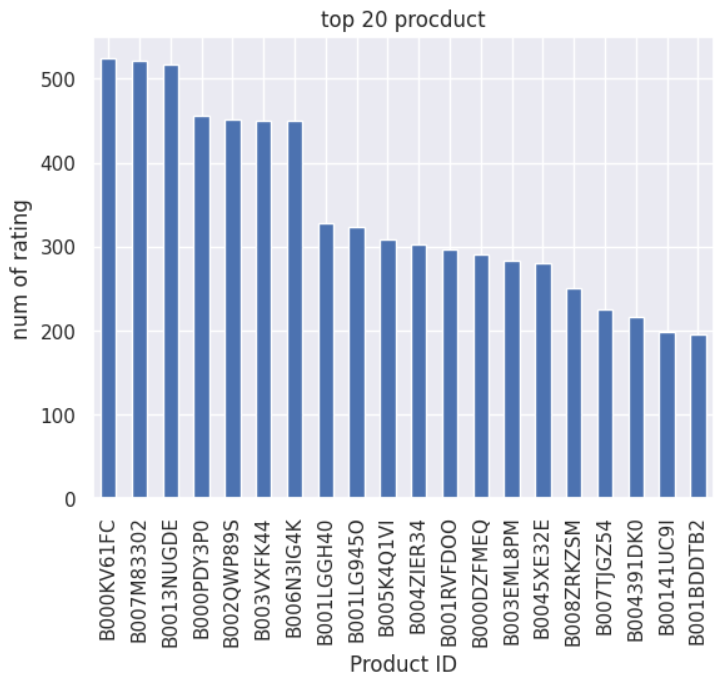 top 20 procduct
num of rating
500
400
300
200
100
0
B000KV61FC
B007M83302
B0013NUGDE
B000PDY3P0
B002QWP89S
B003VXFK44
B006N3IG4K
B001LGGH40
B001LG945O
B005K4Q1VI
B004ZIER34
B001RVFDOO
B000DZFMEQ
B003EML8PM
B0045XE32E
B008ZRKZSM
B007TJGZ54
B004391DK0
B00141UC9I
B001BDDTB2
Product ID